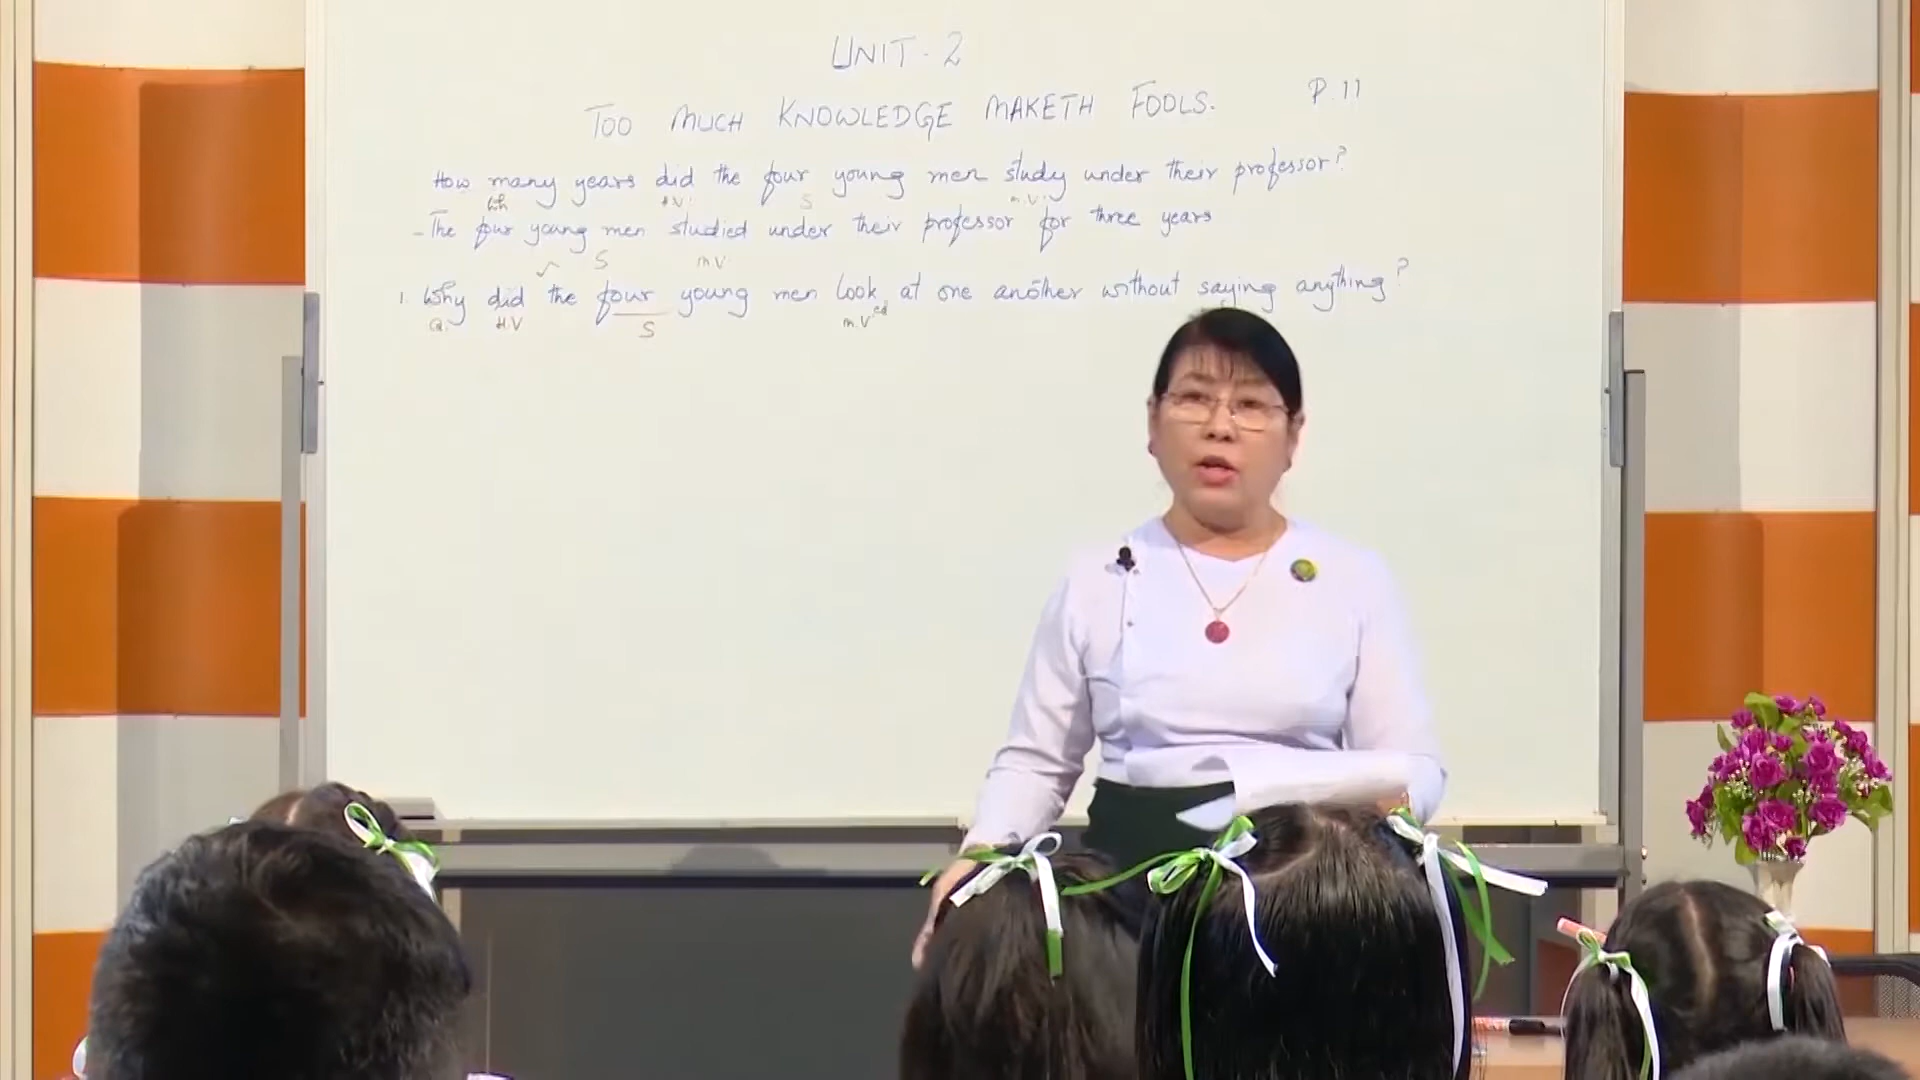 UNIT - 2
TOO MUCH KNOWLEDGE MAKETH FOOLS. P. 11
How many years did the four young men study under their professor?
Wh H.V S m.V
- The four young men studied under their professor for three years
S m.V
1. Why did the four young men look at one another without saying anything?
Q. H.V S m.V ed